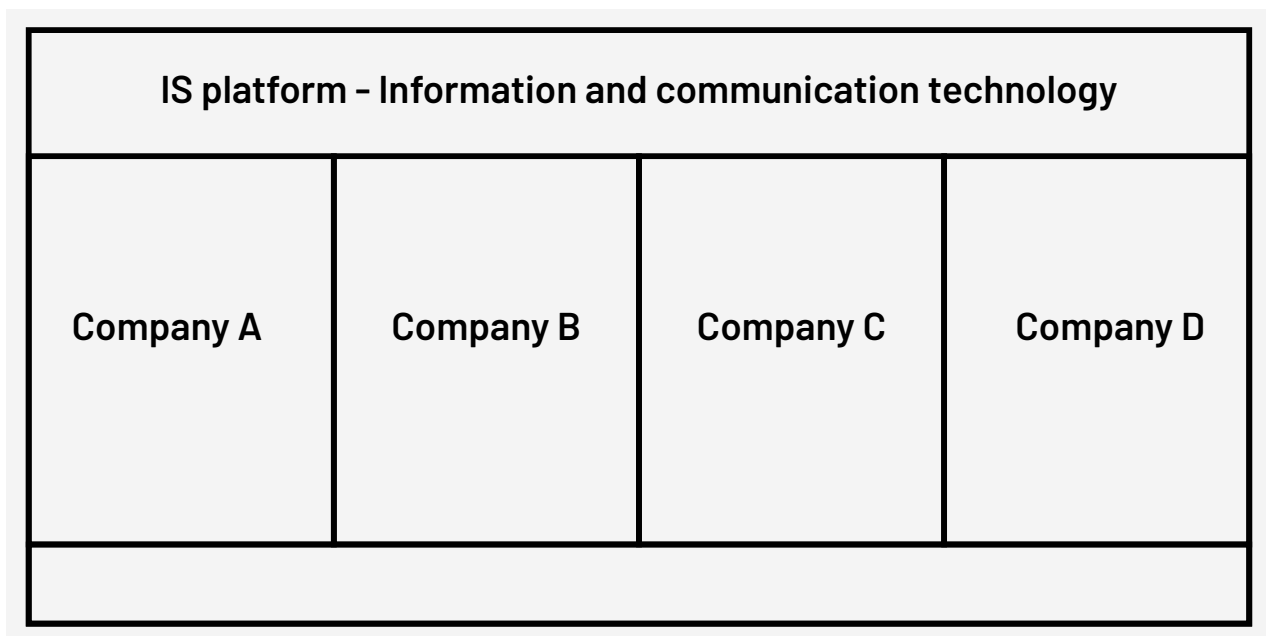 IS platform - Information and communication technology
Company A
Company B
Company C
Company D